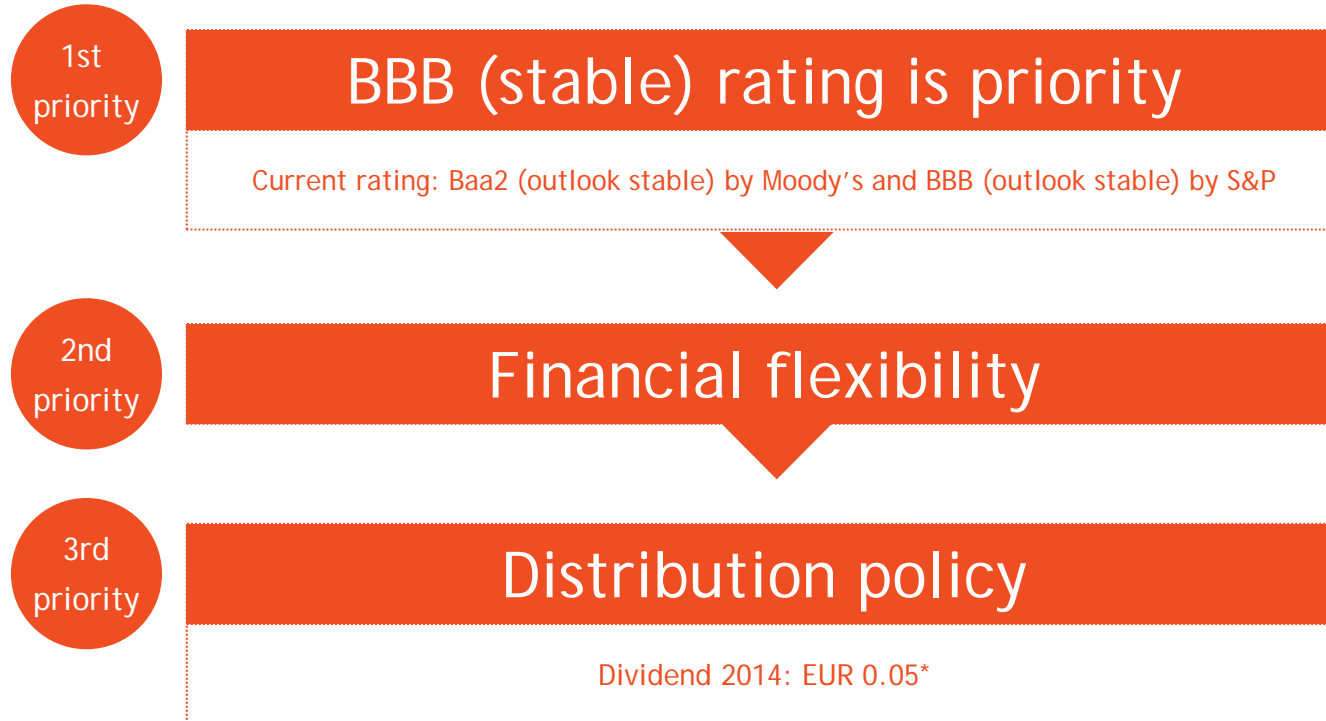 1st
priority
BBB (stable) rating is priority
Current rating: Baa2 (outlook stable) by Moody’s and BBB (outlook stable) by S&P
2nd
priority
Financial flexibility
3rd
priority
Distribution policy
Dividend 2014: EUR 0.05*